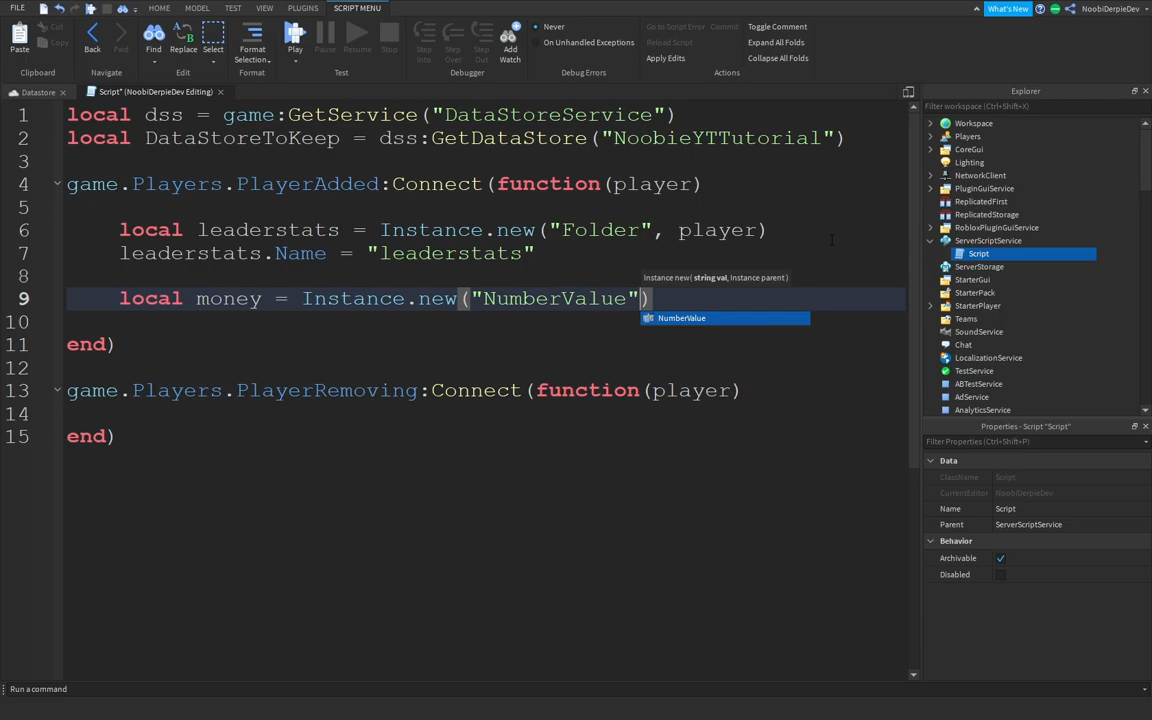 FILE HOME MODEL TEST VIEW PLUGINS SCRIPT MENU What's New NoobiDerpieDev
Paste Cut Copy Back Fwd Find Replace Select Format Selection Play Pause Resume Stop Step Into Step Over Step Out Add Watch Never On Unhandled Exceptions Go to Script Error Reload Script Apply Edits Toggle Comment Expand All Folds Collapse All Folds
Clipboard Navigate Edit Format Test Debugger Debug Errors Actions
Datastore Script* (NoobiDerpieDev Editing)
1 local dss = game:GetService("DataStoreService")
2 local DataStoreToKeep = dss:GetDataStore("NoobieYTTutorial")
3
4 game.Players.PlayerAdded:Connect(function(player)
5
6 local leaderstats = Instance.new("Folder", player)
7 leaderstats.Name = "leaderstats"
8
Instance new( string val, Instance parent )
9 local money = Instance.new("NumberValue")
NumberValue
10
11 end)
12
13 game.Players.PlayerRemoving:Connect(function(player)
14
15 end)
Explorer
Filter workspace (Ctrl+Shift+X)
Workspace
Players
CoreGui
Lighting
NetworkClient
PluginGuiService
ReplicatedFirst
ReplicatedStorage
RobloxPluginGuiService
ServerScriptService
Script
ServerStorage
StarterGui
StarterPack
StarterPlayer
Teams
SoundService
Chat
LocalizationService
TestService
ABTestService
AdService
AnalyticsService
Properties - Script "Script"
Filter Properties (Ctrl+Shift+P)
Data
ClassName Script
CurrentEditor NoobiDerpieDev
Name Script
Parent ServerScriptService
Behavior
Archivable
Disabled
Run a command